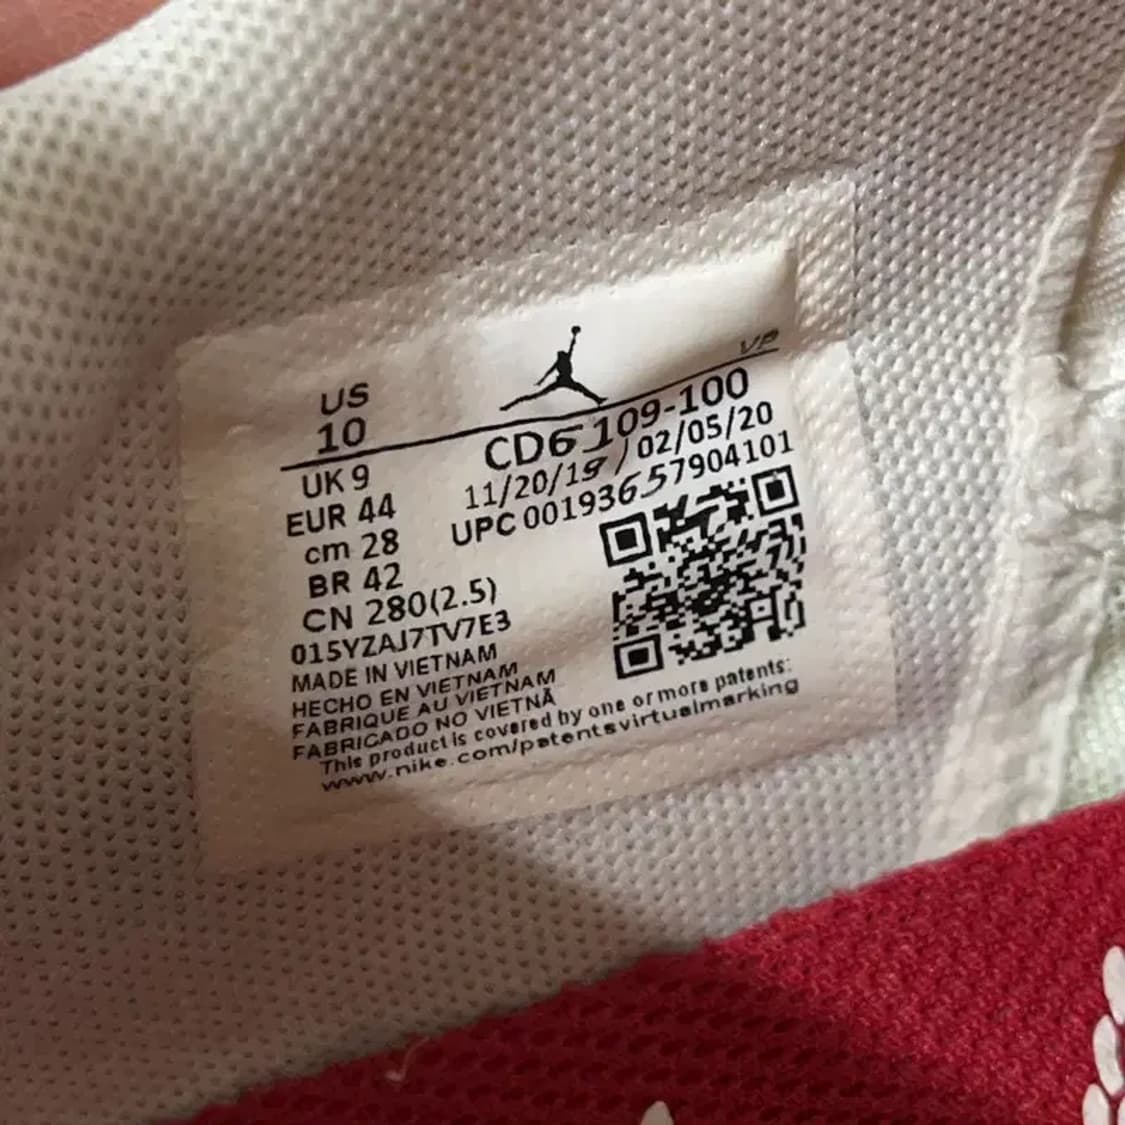 VP
US
10
CD6109-100
UK 9
11/20/19 / 02/05/20
EUR 44
UPC 00193657904101
cm 28
BR 42
CN 280(2.5)
015YZAJ7TV7E3
MADE IN VIETNAM
HECHO EN VIETNAM
FABRIQUE AU VIETNAM
FABRICADO NO VIETNÃ
This product is covered by one or more patents:
www.nike.com/patentsvirtualmarking